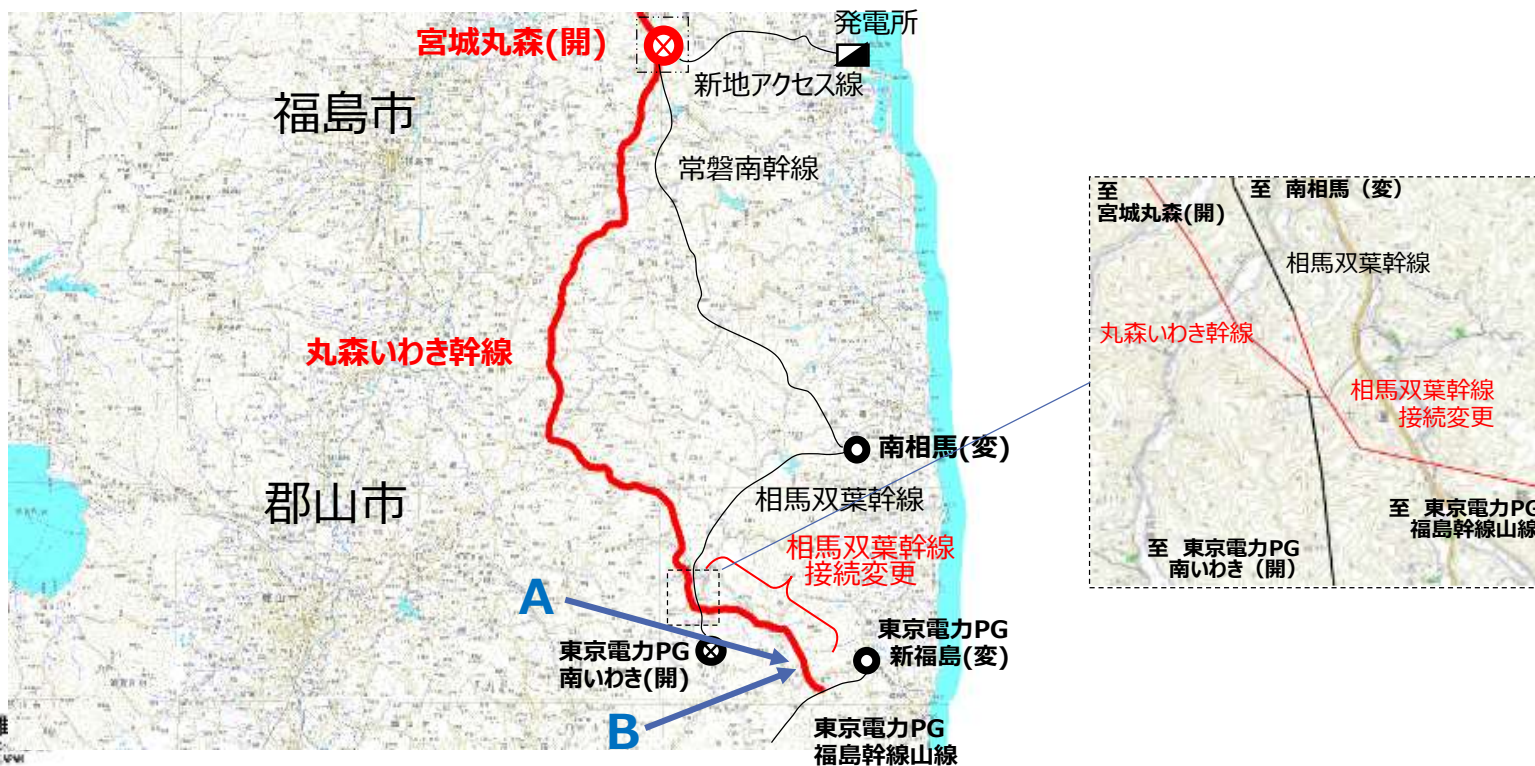 発電所
宮城丸森(開)
新地アクセス線
福島市
常磐南幹線
丸森いわき幹線
南相馬(変)
郡山市
相馬双葉幹線
相馬双葉幹線
接続変更
A
東京電力PG
南いわき(開)
東京電力PG
新福島(変)
B
東京電力PG
福島幹線山線
至
宮城丸森(開)
至 南相馬（変）
相馬双葉幹線
丸森いわき幹線
相馬双葉幹線
接続変更
至 東京電力PG
福島幹線山線
至 東京電力PG
南いわき（開）